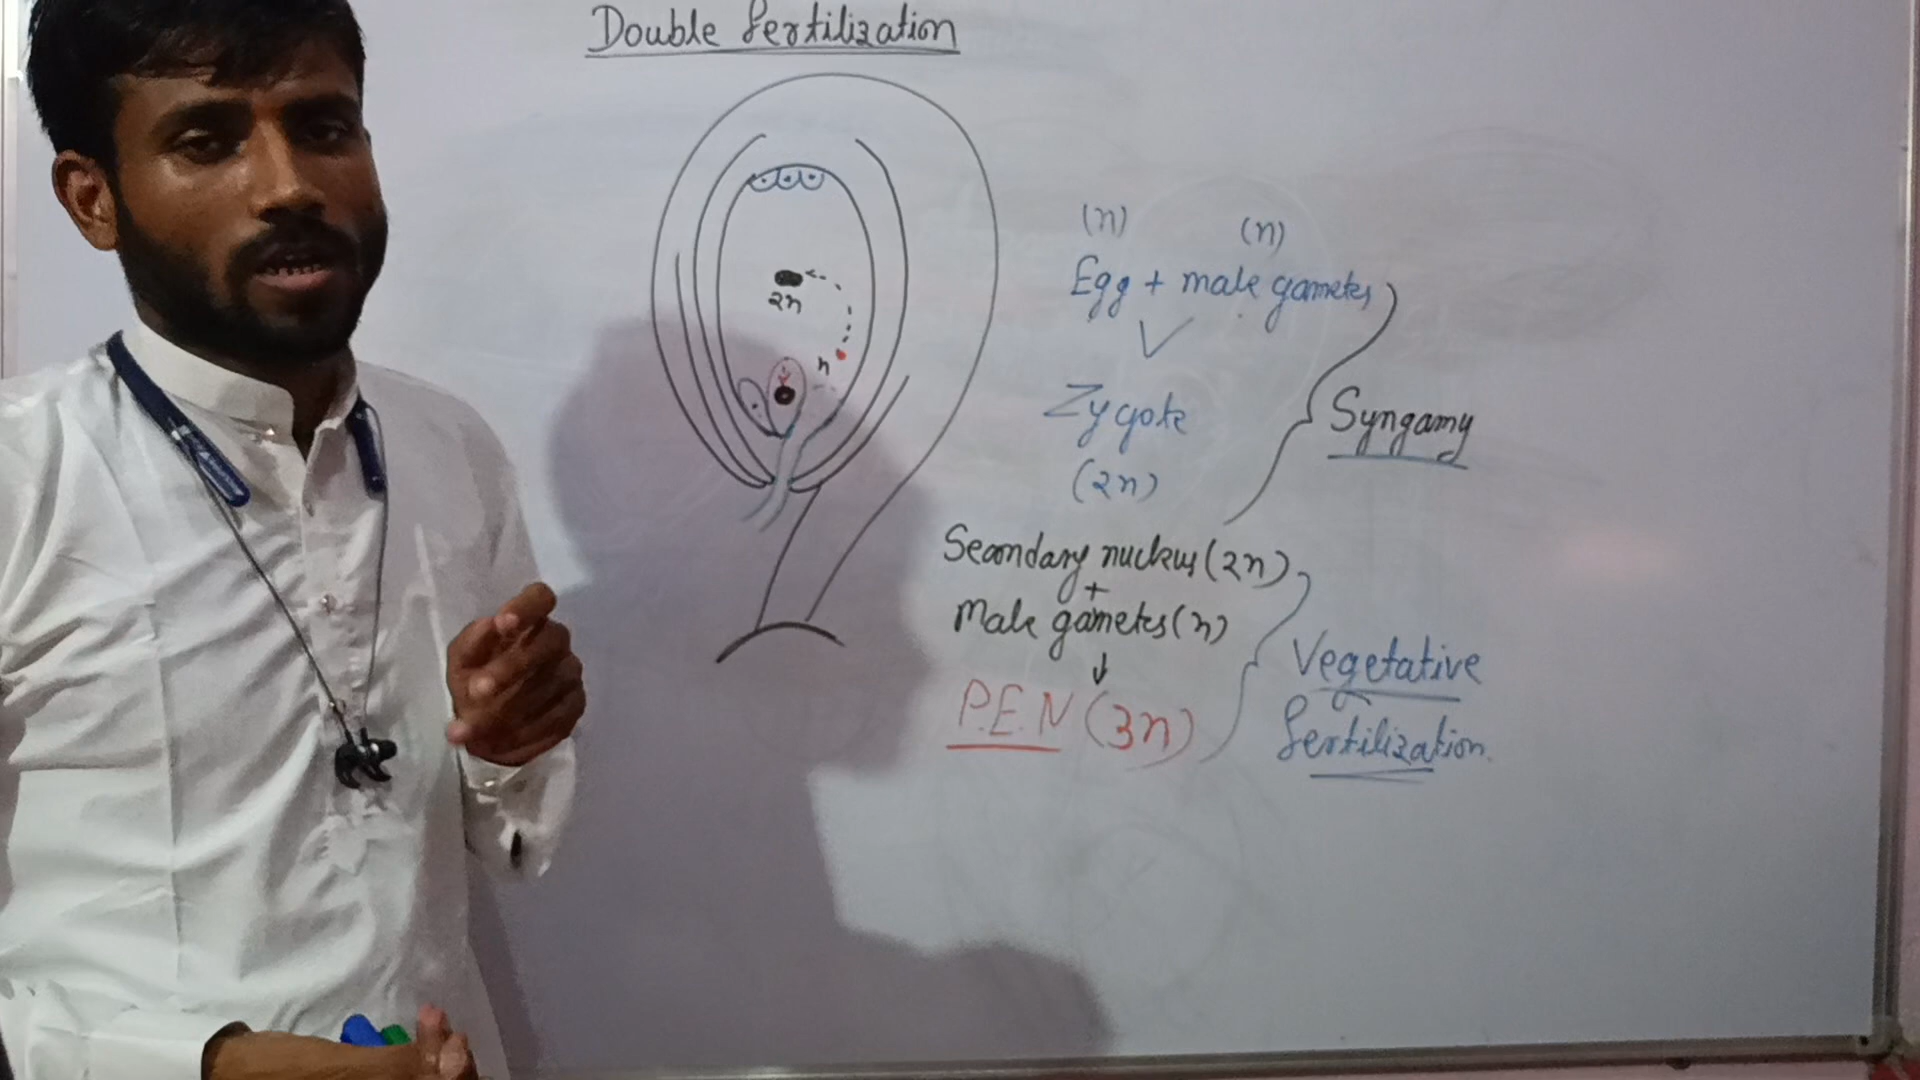 Double fertilization
2n
n
(n) (n)
Egg + male gametes
Zygote
(2n)
Syngamy
Secondary nucleus (2n)
+
Male gametes (n)
P.E.N (3n)
Vegetative
fertilization.